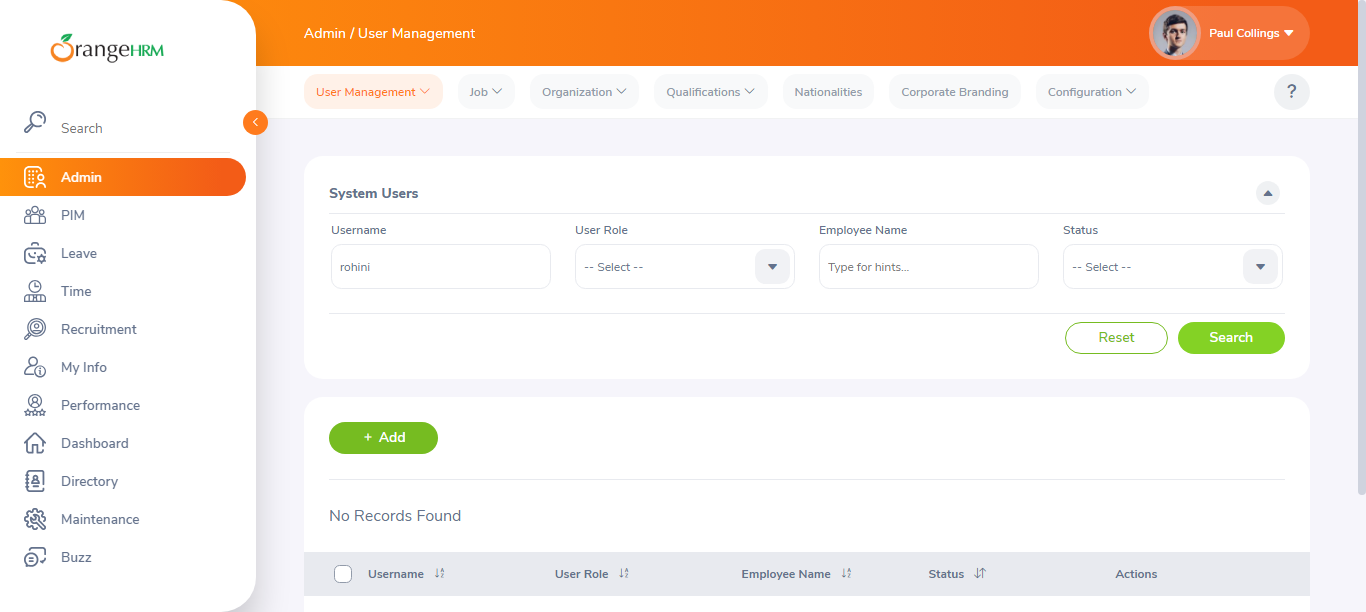 OrangeHRM
Admin / User Management
Paul Collings
User Management
Job
Organization
Qualifications
Nationalities
Corporate Branding
Configuration
?
Search
Admin
PIM
Leave
Time
Recruitment
My Info
Performance
Dashboard
Directory
Maintenance
Buzz
System Users
Username
User Role
Employee Name
Status
rohini
-- Select --
Type for hints...
-- Select --
Reset
Search
+ Add
No Records Found
Username
User Role
Employee Name
Status
Actions